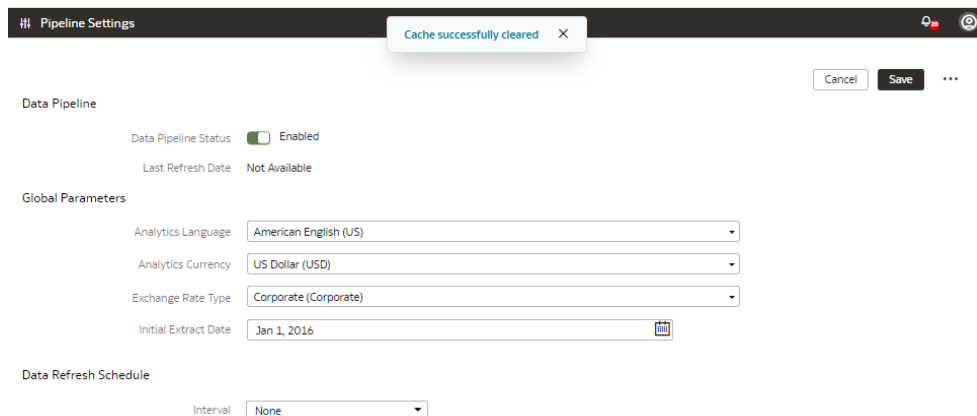 Pipeline Settings
Cache successfully cleared
Cancel Save
Data Pipeline
Data Pipeline Status Enabled
Last Refresh Date Not Available
Global Parameters
Analytics Language American English (US)
Analytics Currency US Dollar (USD)
Exchange Rate Type Corporate (Corporate)
Initial Extract Date Jan 1, 2016
Data Refresh Schedule
Interval None